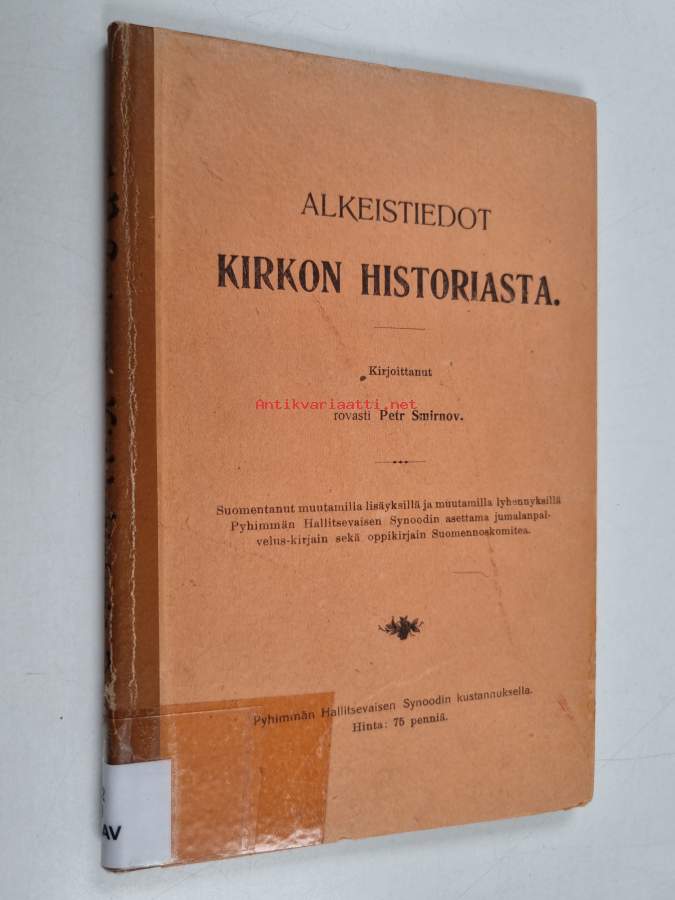 ALKEISTIEDOT
KIRKON HISTORIASTA.
Kirjoittanut
Antikvariaatti.net
rovasti Petr Smirnov.
Suomentanut muutamilla lisäyksillä ja muutamilla lyhennyksillä
Pyhimmän Hallitsevaisen Synoodin asettama jumalanpal-
velus-kirjain sekä oppikirjain Suomennoskomitea.
Pyhimmän Hallitsevaisen Synoodin kustannuksella.
Hinta: 75 penniä.
AV